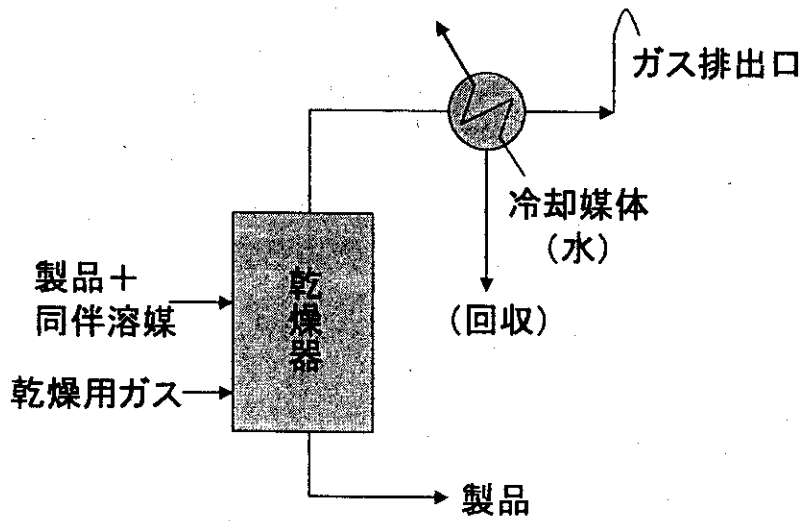 ガス排出口
冷却媒体
（水）
製品＋
同伴溶媒
乾燥器
（回収）
乾燥用ガス
製品